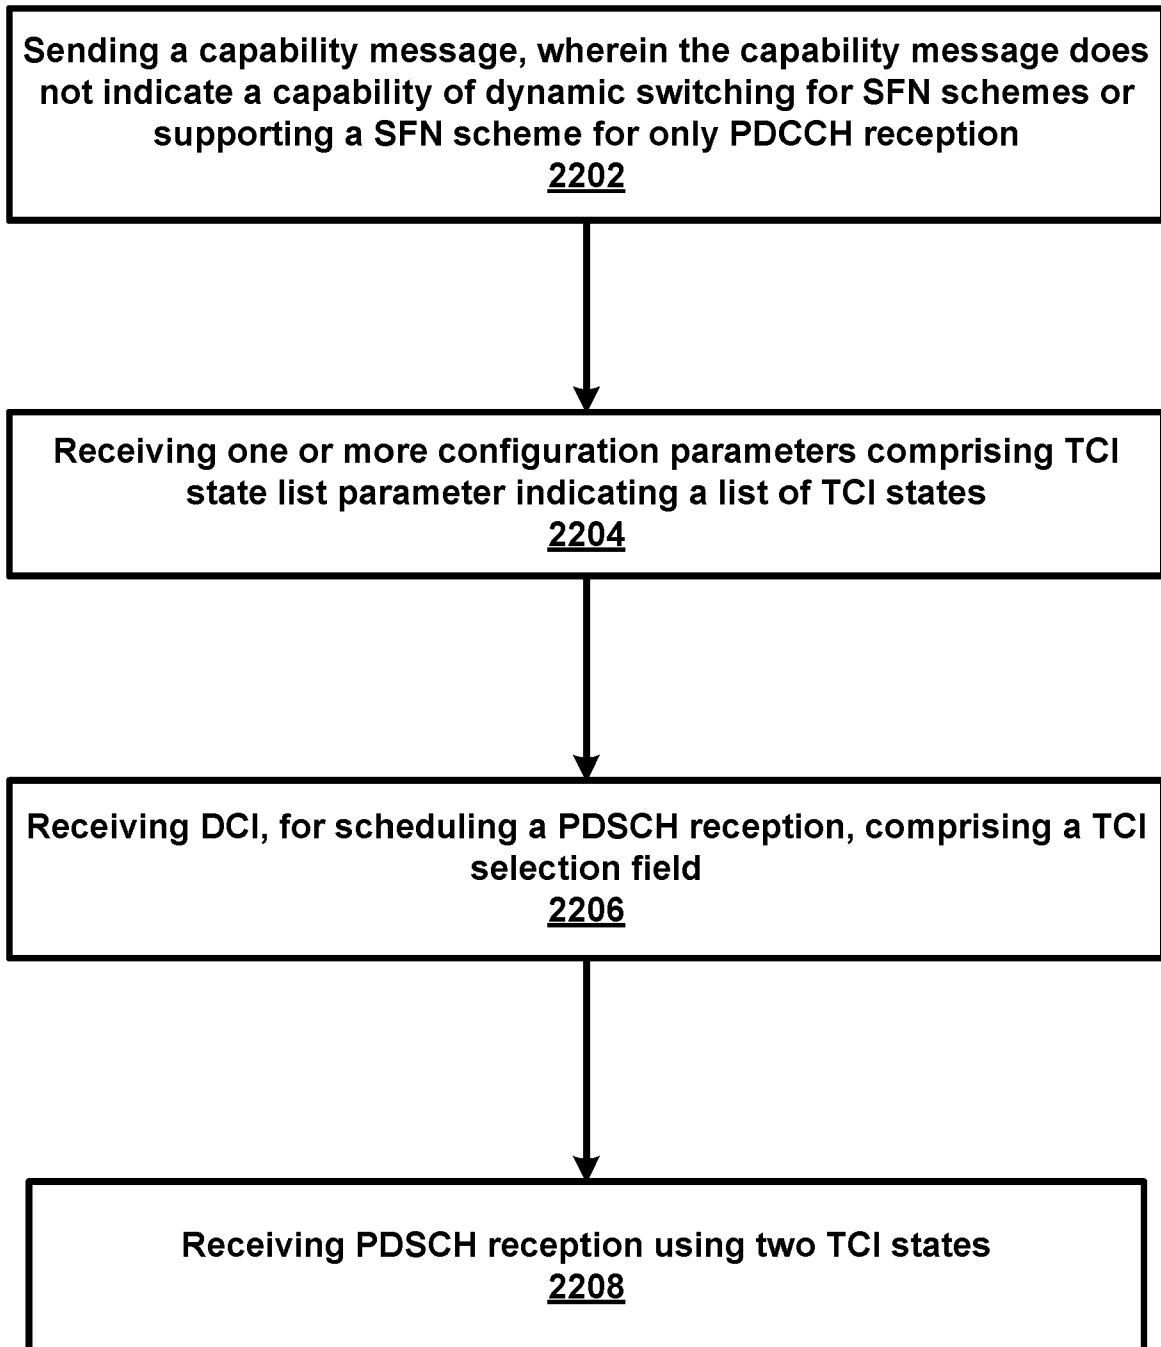 Sending a capability message, wherein the capability message does
not indicate a capability of dynamic switching for SFN schemes or
supporting a SFN scheme for only PDCCH reception
2202
Receiving one or more configuration parameters comprising TCI
state list parameter indicating a list of TCI states
2204
Receiving DCI, for scheduling a PDSCH reception, comprising a TCI
selection field
2206
Receiving PDSCH reception using two TCI states
2208